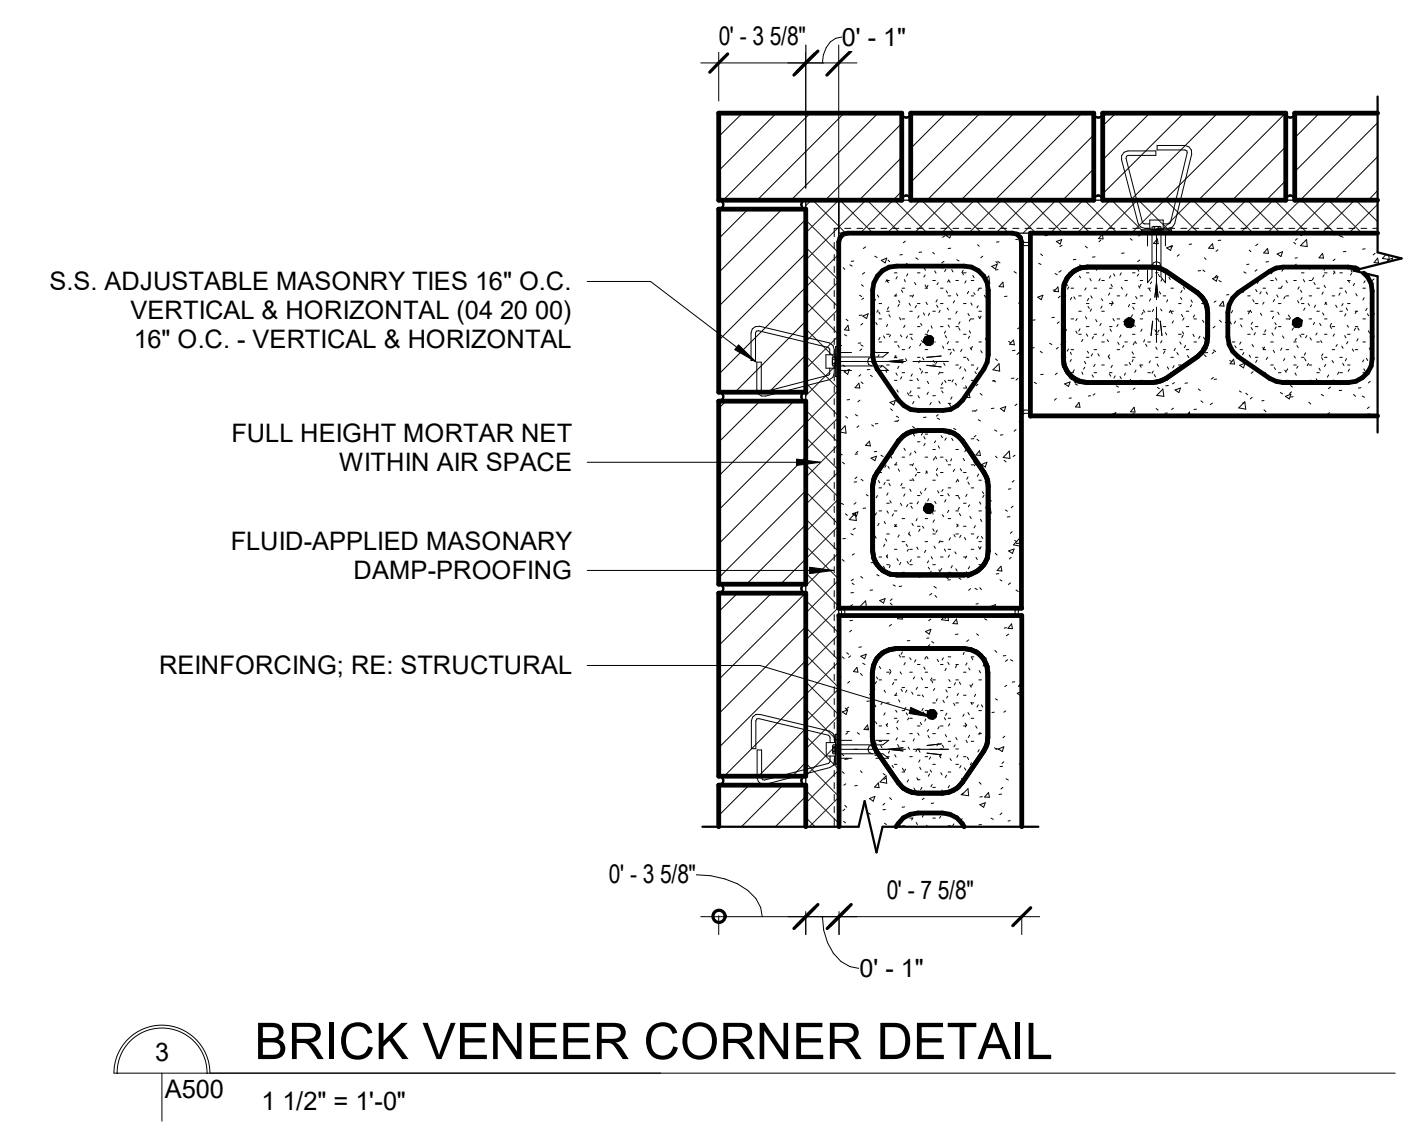 0' - 3 5/8" 0' - 1"
S.S. ADJUSTABLE MASONRY TIES 16" O.C.
VERTICAL & HORIZONTAL (04 20 00)
16" O.C. - VERTICAL & HORIZONTAL
FULL HEIGHT MORTAR NET
WITHIN AIR SPACE
FLUID-APPLIED MASONARY
DAMP-PROOFING
REINFORCING; RE: STRUCTURAL
0' - 3 5/8"
0' - 7 5/8"
0' - 1"
3
A500
BRICK VENEER CORNER DETAIL
1 1/2" = 1'-0"